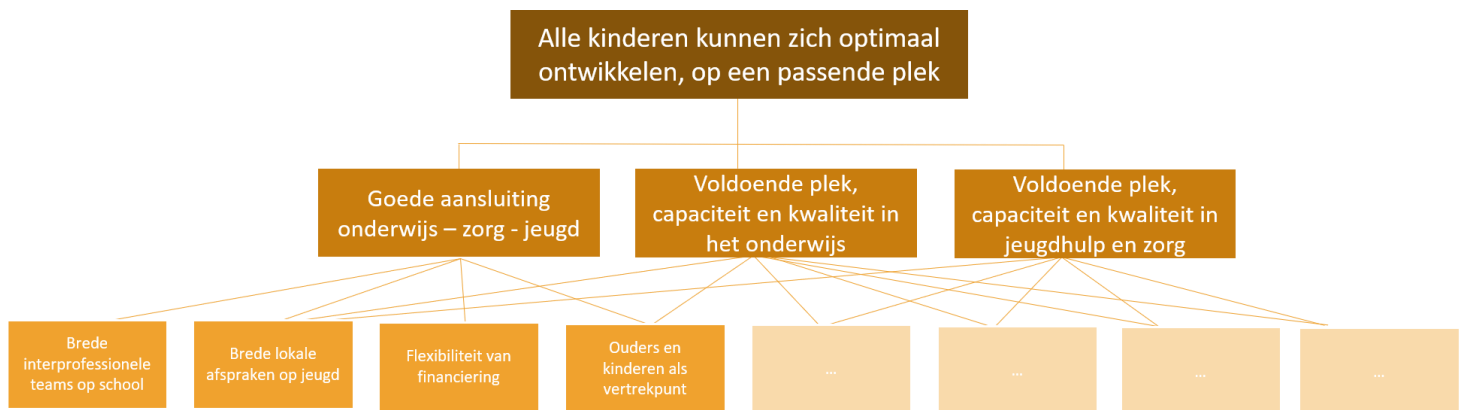 Alle kinderen kunnen zich optimaal
ontwikkelen, op een passende plek
Goede aansluiting
onderwijs – zorg - jeugd
Voldoende plek,
capaciteit en kwaliteit in
het onderwijs
Voldoende plek,
capaciteit en kwaliteit in
jeugdhulp en zorg
Brede
interprofessionele
teams op school
Brede lokale
afspraken op jeugd
Flexibiliteit van
financiering
Ouders en
kinderen als
vertrekpunt
...
...
...
...